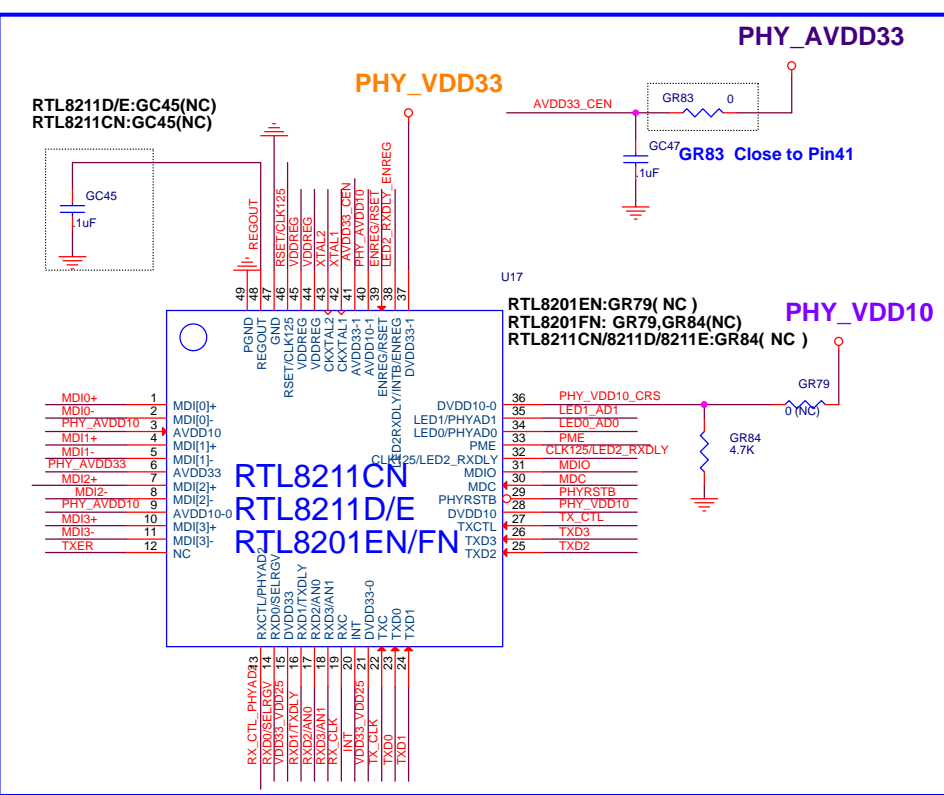 PHY_AVDD33
PHY_VDD33
RTL8211D/E:GC45(NC)
RTL8211CN:GC45(NC)
AVDD33_CEN
GR83
0
GC47
.1uF
GR83 Close to Pin41
GC45
.1uF
REGOUT
RSET/CLK125
VDDREG
VDDREG
XTAL2
XTAL1
AVDD33_CEN
PHY_AVDD10
ENREG/RSET
LED2_RXDLY_ENREG
49
48
47
46
45
44
43
42
41
40
39
38
37
PGND
REGOUT
GND
RSET/CLK125
VDDREG
VDDREG
CKXTAL2
CKXTAL1
AVDD33-1
AVDD10-1
ENREG/RSET
LED2RXDLY/INTB/ENREG
DVDD33-1
U17
RTL8201EN:GR79( NC )
RTL8201FN: GR79,GR84(NC)
RTL8211CN/8211D/8211E:GR84( NC )
PHY_VDD10
GR79
0 (NC)
GR84
4.7K
MDI0+ 1 MDI[0]+
MDI0- 2 MDI[0]-
PHY_AVDD10 3 AVDD10
MDI1+ 4 MDI[1]+
MDI1- 5 MDI[1]-
PHY_AVDD33 6 AVDD33
MDI2+ 7 MDI[2]+
MDI2- 8 MDI[2]-
PHY_AVDD10 9 AVDD10-0
MDI3+ 10 MDI[3]+
MDI3- 11 MDI[3]-
TXER 12 NC
RTL8211CN
RTL8211D/E
RTL8201EN/FN
DVDD10-0 36 PHY_VDD10_CRS
LED1/PHYAD1 35 LED1_AD1
LED0/PHYAD0 34 LED0_AD0
PME 33 PME
CLK125/LED2_RXDLY 32 CLK125/LED2_RXDLY
MDIO 31 MDIO
MDC 30 MDC
PHYRSTB 29 PHYRSTB
DVDD10 28 PHY_VDD10
TXCTL 27 TX_CTL
TXD3 26 TXD3
TXD2 25 TXD2
RXCTL/PHYAD2
RXD0/SELRGV
DVDD33
RXD1/TXDLY
RXD2/AN0
RXD3/AN1
RXC
INT
DVDD33-0
TXC
TXD0
TXD1
13
14
15
16
17
18
19
20
21
22
23
24
RX_CTL_PHYAD2
RXD0/SELRGV
VDD33_VDD25
RXD1/TXDLY
RXD2/AN0
RXD3/AN1
RX_CLK
INT
VDD33_VDD25
TX_CLK
TXD0
TXD1